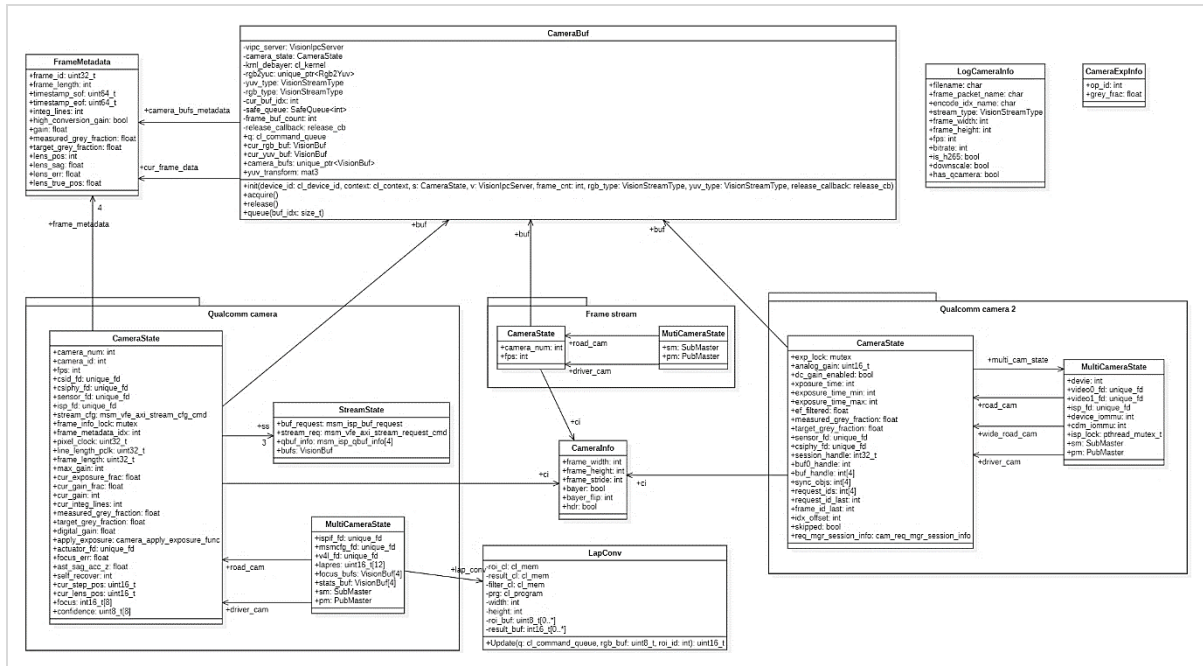 CameraBuf
-vipc_server: VisionIpcServer
-camera_state: CameraState
-krnl_debayer: cl_kernel
-rgb2yuc: unique_ptr<Rgb2Yuv>
-yuv_type: VisionStreamType
-rgb_type: VisionStreamType
-cur_buf_idx: int
-safe_queue: SafeQueue<int>
-frame_buf_count: int
-release_callback: release_cb
+q: cl_command_queue
+cur_rgb_buf: VisionBuf
+cur_yuv_buf: VisionBuf
+camera_bufs: unique_ptr<VisionBuf>
+yuv_transform: mat3
+init(device_id: cl_device_id, context: cl_context, s: CameraState, v: VisionIpcServer, frame_cnt: int, rgb_type: VisionStreamType, yuv_type: VisionStreamType, release_callback: release_cb)
+acquire()
+release()
+queue(buf_idx: size_t)
FrameMetadata
+frame_id: uint32_t
+frame_length: int
+timestamp_sof: uint64_t
+timestamp_eof: uint64_t
+integ_lines: int
+high_conversion_gain: bool
+gain: float
+measured_grey_fraction: float
+target_grey_fraction: float
+lens_pos: int
+lens_sag: float
+lens_err: float
+lens_true_pos: float
+camera_bufs_metadata
+cur_frame_data
4
+frame_metadata
LogCameraInfo
+filename: char
+frame_packet_name: char
+encode_idx_name: char
+stream_type: VisionStreamType
+frame_width: int
+frame_height: int
+fps: int
+bitrate: int
+is_h265: bool
+downscale: bool
+has_qcamera: bool
CameraExpInfo
+op_id: int
+grey_frac: float
+buf
+buf
+buf
Qualcomm camera
CameraState
+camera_num: int
+camera_id: int
+fps: int
+csid_fd: unique_fd
+csiphy_fd: unique_fd
+sensor_fd: unique_fd
+isp_fd: unique_fd
+stream_cfg: msm_vfe_axi_stream_cfg_cmd
+frame_info_lock: mutex
+frame_metadata_idx: int
+pixel_clock: uint32_t
+line_length_pclk: uint32_t
+frame_length: uint32_t
+max_gain: int
+cur_exposure_frac: float
+cur_gain_frac: float
+cur_gain: int
+cur_integ_lines: int
+measured_grey_fraction: float
+target_grey_fraction: float
+digital_gain: float
+apply_exposure: camera_apply_exposure_func
+actuator_fd: unique_fd
+focus_err: float
+ast_sag_acc_z: float
+self_recover: int
+cur_step_pos: uint16_t
+cur_lens_pos: uint16_t
+focus: int16_t[8]
+confidence: uint8_t[8]
+ss
3
StreamState
+buf_request: msm_isp_buf_request
+stream_req: msm_vfe_axi_stream_request_cmd
+qbuf_info: msm_isp_qbuf_info[4]
+bufs: VisionBuf
+ci
MultiCameraState
+ispif_fd: unique_fd
+msmcfg_fd: unique_fd
+v4l_fd: unique_fd
+lapres: uint16_t[12]
+focus_bufs: VisionBuf[4]
+stats_buf: VisionBuf[4]
+sm: SubMaster
+pm: PubMaster
+road_cam
+driver_cam
+lap_conv
Frame stream
CameraState
+camera_num: int
+fps: int
+road_cam
+driver_cam
MutiCameraState
+sm: SubMaster
+pm: PubMaster
+ci
CameraInfo
+frame_width: int
+frame_height: int
+frame_stride: int
+bayer: bool
+bayer_flip: int
+hdr: bool
+ci
LapConv
-roi_cl: cl_mem
-result_cl: cl_mem
-filter_cl: cl_mem
-prg: cl_program
-width: int
-height: int
-roi_buf: uint8_t[0..*]
-result_buf: int16_t[0..*]
+Update(q: cl_command_queue, rgb_buf: uint8_t, roi_id: int): uint16_t
Qualcomm camera 2
CameraState
+exp_lock: mutex
+analog_gain: uint16_t
+dc_gain_enabled: bool
+xposure_time: int
+exposure_time_min: int
+exposure_time_max: int
+ef_filtered: float
+measured_grey_fraction: float
+target_grey_fraction: float
+sensor_fd: unique_fd
+csiphy_fd: unique_fd
+session_handle: int32_t
+buf0_handle: int
+buf_handle: int[4]
+sync_objs: int[4]
+request_ids: int[4]
+request_id_last: int
+frame_id_last: int
+idx_offset: int
+skipped: bool
+req_mgr_session_info: cam_req_mgr_session_info
+multi_cam_state
+road_cam
+wide_road_cam
+driver_cam
MultiCameraState
+devie: int
+video0_fd: unique_fd
+video1_fd: unique_fd
+isp_fd: unique_fd
+device_iommu: int
+cdm_iommu: int
+isp_lock: pthread_mutex_t
+sm: SubMaster
+pm: PubMaster